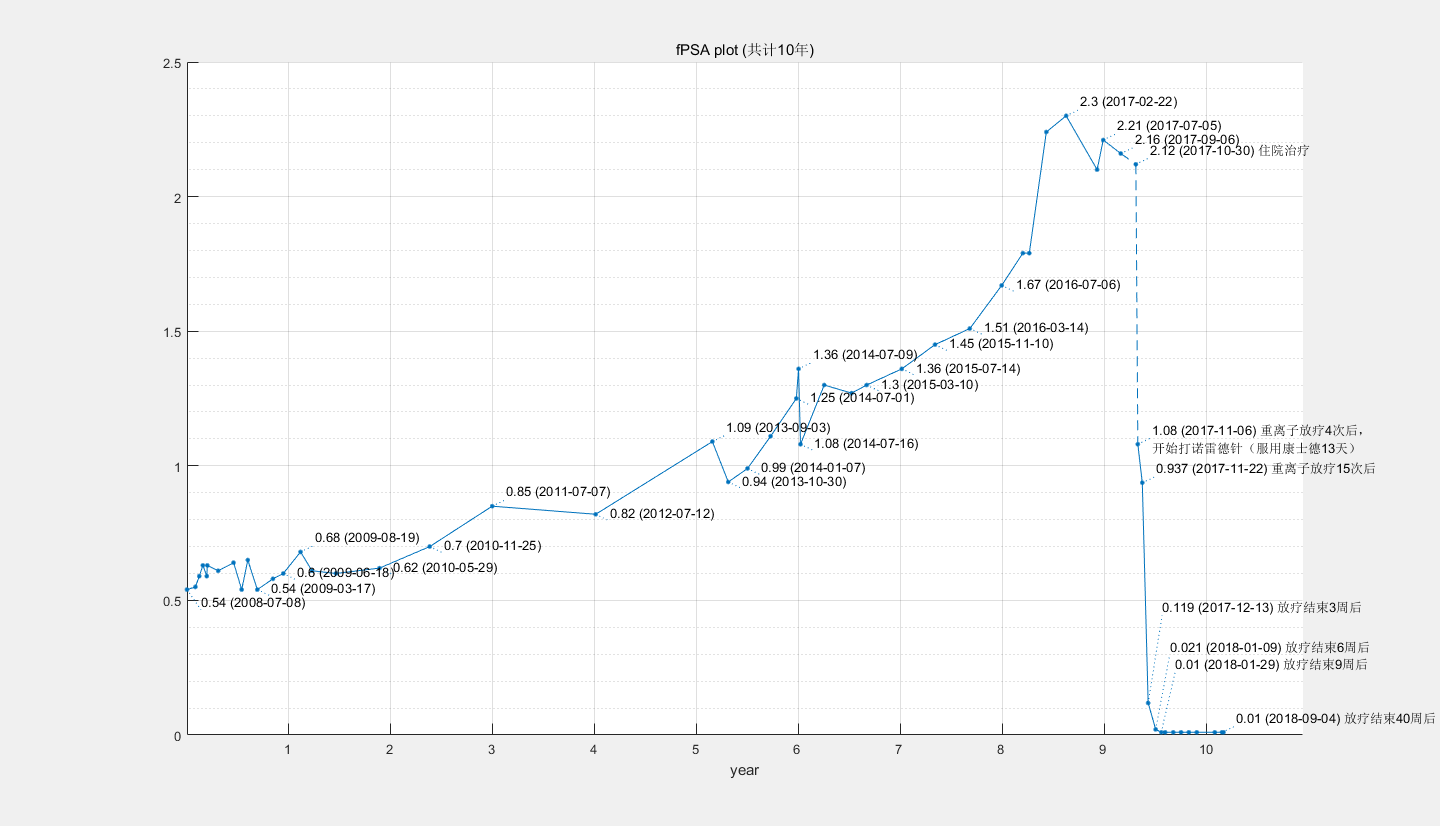 fPSA plot (共计10年)
2.5
2.3 (2017-02-22)
2.21 (2017-07-05)
2.16 (2017-09-06)
2.12 (2017-10-30) 住院治疗
2
1.67 (2016-07-06)
1.5
1.51 (2016-03-14)
1.45 (2015-11-10)
1.36 (2014-07-09)
1.36 (2015-07-14)
1.3 (2015-03-10)
1.25 (2014-07-01)
1.09 (2013-09-03)
1.08 (2017-11-06) 重离子放疗4次后，
开始打诺雷德针（服用康士德13天）
1.08 (2014-07-16)
1
0.99 (2014-01-07)
0.937 (2017-11-22) 重离子放疗15次后
0.94 (2013-10-30)
0.85 (2011-07-07)
0.82 (2012-07-12)
0.68 (2009-08-19)
0.7 (2010-11-25)
0.62 (2010-05-29)
0.6 (2009-06-18)
0.54 (2009-03-17)
0.5
0.54 (2008-07-08)
0.119 (2017-12-13) 放疗结束3周后
0.021 (2018-01-09) 放疗结束6周后
0.01 (2018-01-29) 放疗结束9周后
0.01 (2018-09-04) 放疗结束40周后
0
1 2 3 4 5 6 7 8 9 10
year